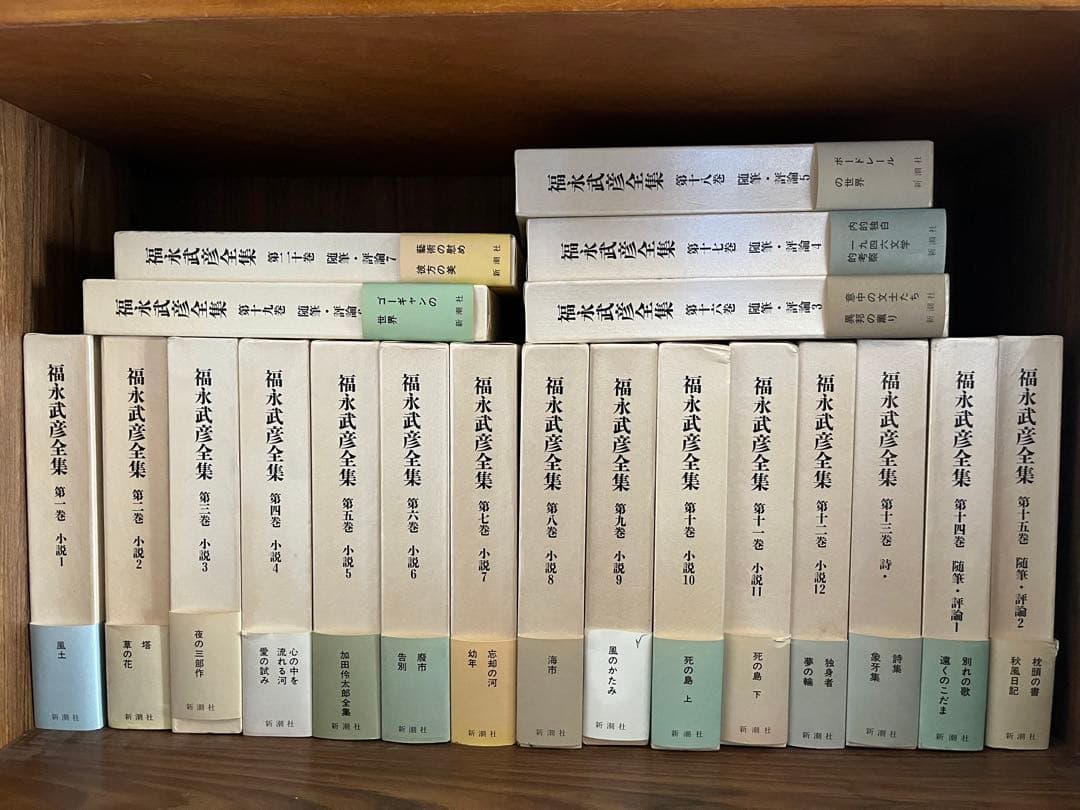 福永武彦全集 第十八巻 随筆・評論5
ボードレール
の世界
新潮社
福永武彦全集 第十七巻 随筆・評論4
内的独白
「一九四六文学
的考察
新潮社
福永武彦全集 第十六巻 随筆・評論3
意中の文士たち
異邦の薫り
新潮社
福永武彦全集 第二十巻 随筆・評論7
藝術の慰め
彼方の美
新潮社
福永武彦全集 第十九巻 随筆・評論
ゴーギャンの
世界
新潮社
福永武彦全集 第一巻 小説1
風土
新潮社
福永武彦全集 第二巻 小説2
塔
草の花
新潮社
福永武彦全集 第三巻 小説3
夜の三部作
新潮社
福永武彦全集 第四巻 小説4
心の中を
流れる河
愛の試み
新潮社
福永武彦全集 第五巻 小説5
加田伶太郎全集
新潮社
福永武彦全集 第六巻 小説6
廃市
告別
新潮社
福永武彦全集 第七巻 小説7
忘却の河
幼年
新潮社
福永武彦全集 第八巻 小説8
海市
新潮社
福永武彦全集 第九巻 小説9
風のかたみ
新潮社
福永武彦全集 第十巻 小説10
死の島 上
新潮社
福永武彦全集 第十一巻 小説11
死の島 下
新潮社
福永武彦全集 第十二巻 小説12
独身者
夢の輪
新潮社
福永武彦全集 第十三巻 詩・
詩集
象牙集
新潮社
福永武彦全集 第十四巻 随筆・評論1
別れの歌
遠くのこだま
新潮社
福永武彦全集 第十五巻 随筆・評論2
枕頭の書
秋風日記
新潮社